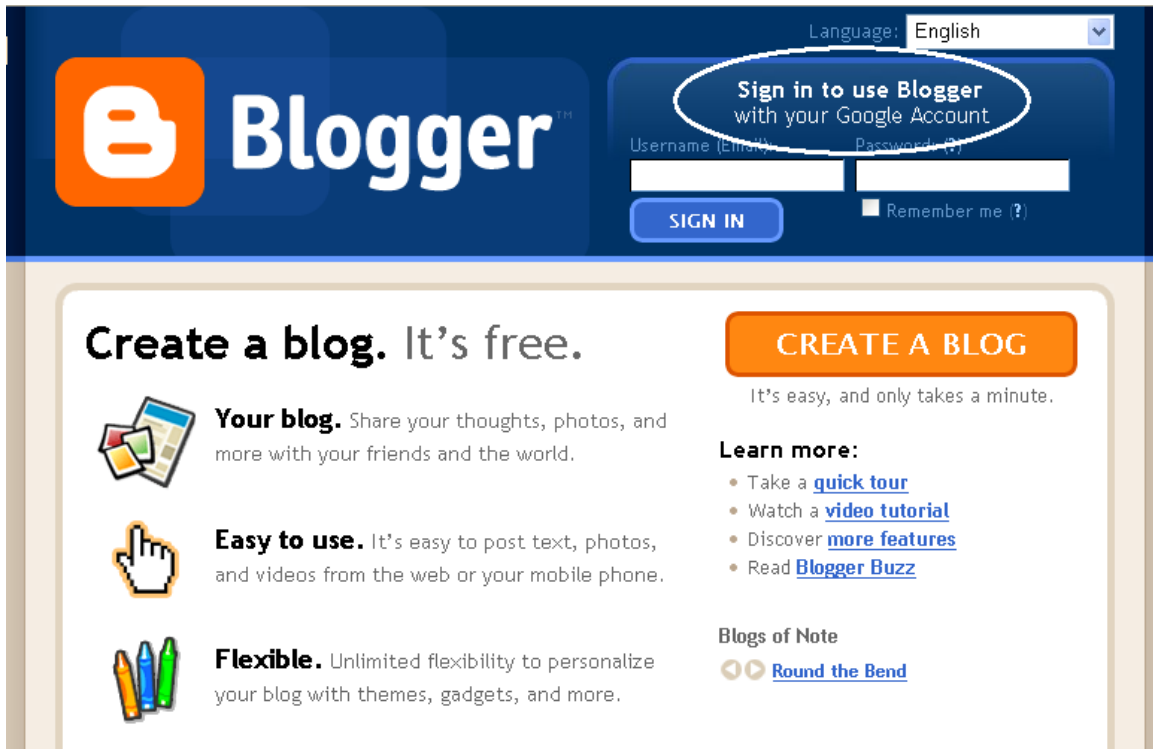 Language: English
Blogger™
Sign in to use Blogger
with your Google Account
Username (Email):
Password: (?)
SIGN IN
Remember me (?)
Create a blog. It's free.
Your blog. Share your thoughts, photos, and
more with your friends and the world.
Easy to use. It's easy to post text, photos,
and videos from the web or your mobile phone.
Flexible. Unlimited flexibility to personalize
your blog with themes, gadgets, and more.
CREATE A BLOG
It's easy, and only takes a minute.
Learn more:
• Take a quick tour
• Watch a video tutorial
• Discover more features
• Read Blogger Buzz
Blogs of Note
Round the Bend